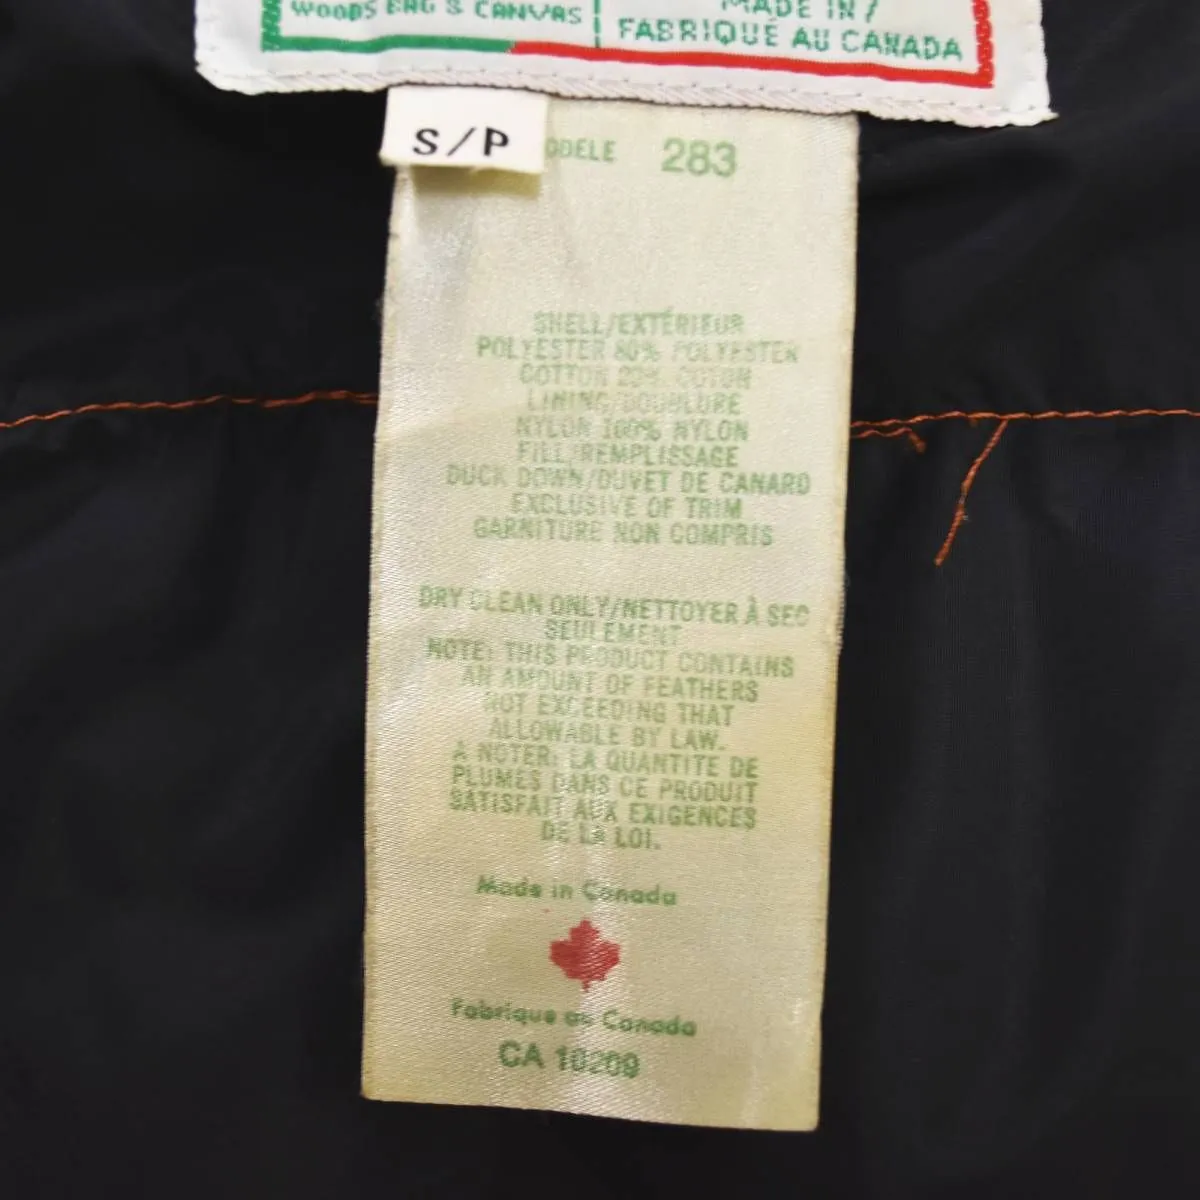 WOODS BAG & CANVAS
MADE IN /
FABRIQUÉ AU CANADA
S/P
ODELE 283
SHELL/EXTÉRIEUR
POLYESTER 80% POLYESTER
COTTON 20% COTON
LINING/DOUBLURE
NYLON 100% NYLON
FILL/REMPLISSAGE
DUCK DOWN/DUVET DE CANARD
EXCLUSIVE OF TRIM
GARNITURE NON COMPRIS
DRY CLEAN ONLY/NETTOYER À SEC
SEULEMENT
NOTE: THIS PRODUCT CONTAINS
AN AMOUNT OF FEATHERS
NOT EXCEEDING THAT
ALLOWABLE BY LAW.
A NOTER: LA QUANTITE DE
PLUMES DANS CE PRODUIT
SATISFAIT AUX EXIGENCES
DE LA LOI.
Made in Canada
Fabrique au Canada
CA 10209